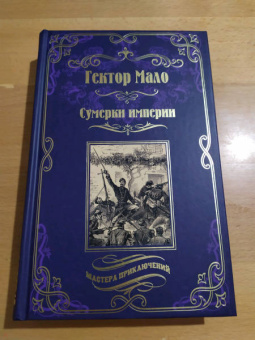 Гектор Мало
Сумерки империи
МАСТЕРА ПРИКЛЮЧЕНИЙ